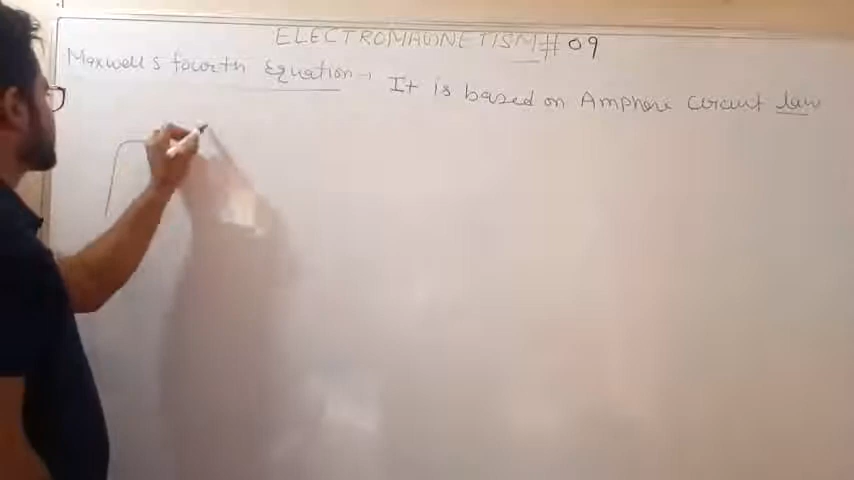 ELECTROMAGNETISM # 09
Maxwell's fourth Equation → It is based on Amphere circuit law